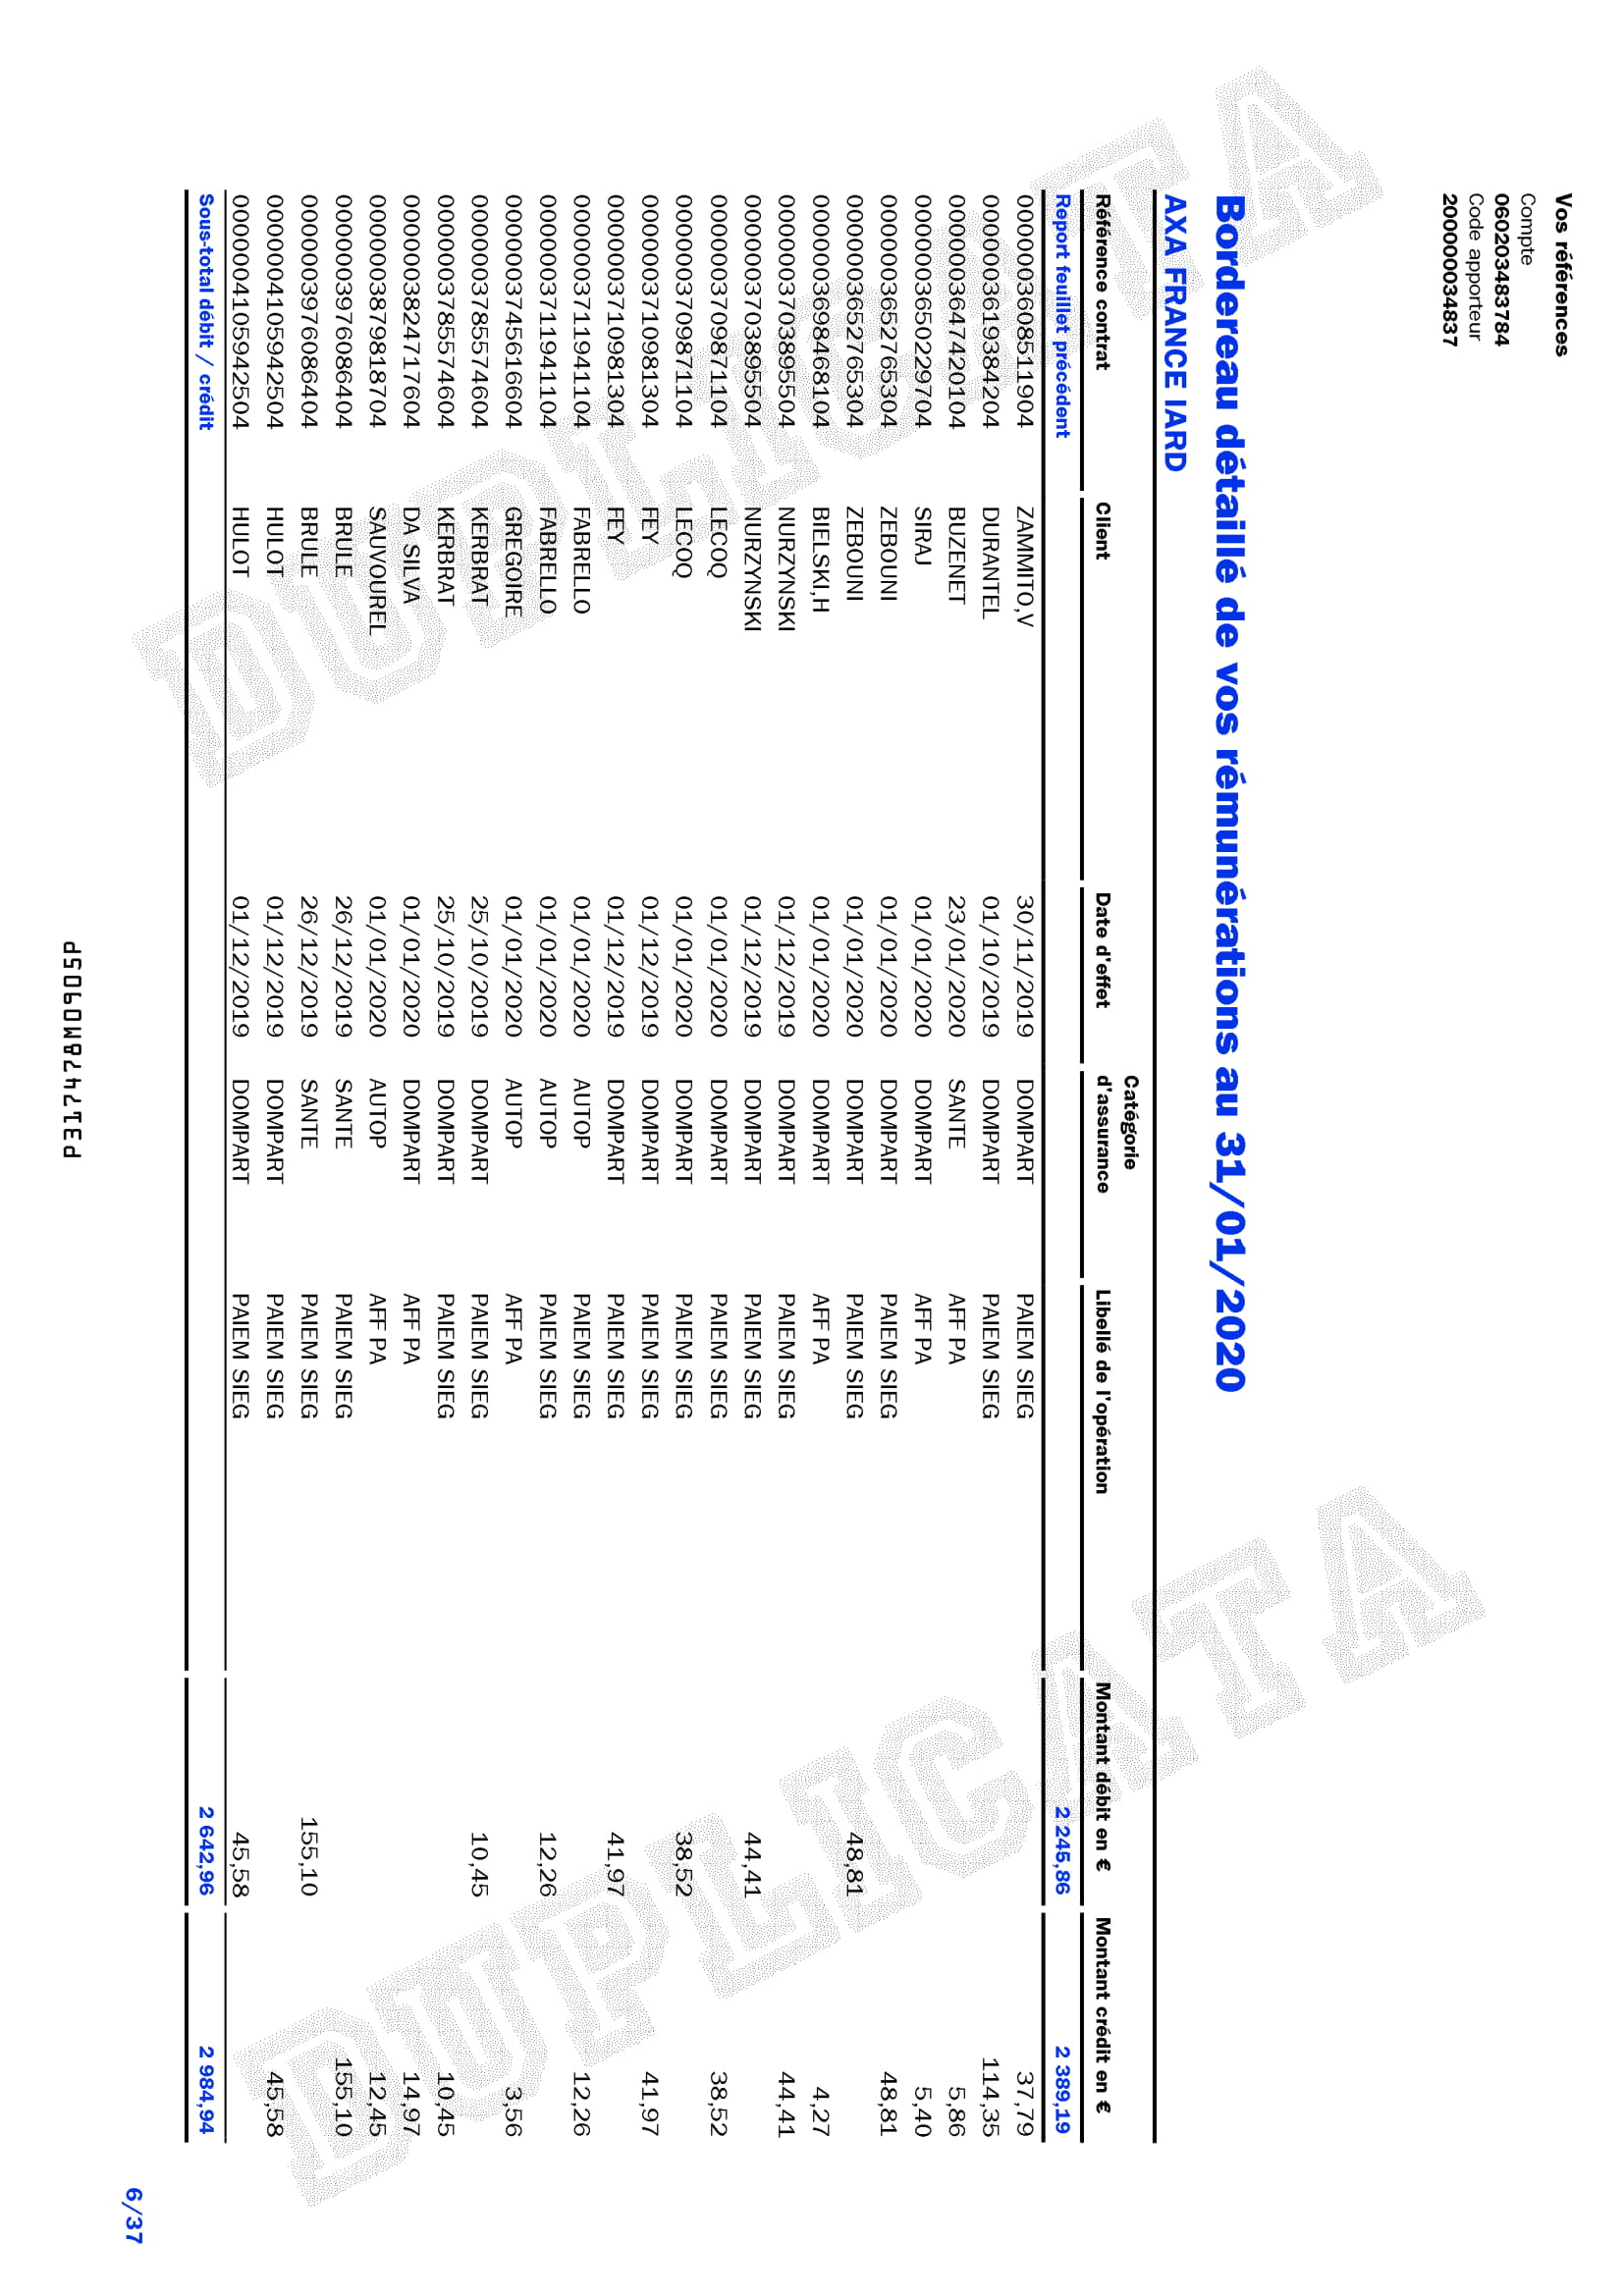 Vos références
Compte
060203483784
Code apporteur
2000000034837
Bordereau détaillé de vos rémunérations au 31/01/2020
AXA FRANCE IARD
Référence contrat Client Date d'effet Catégorie d'assurance Libellé de l'opération Montant débit en € Montant crédit en €
Report feuillet précédent 2 245,86 2 389,19
0000003608511904 ZAMMITO,V 30/11/2019 DOMPART PAIEM SIEG 37,79
0000003619384204 DURANTEL 01/10/2019 DOMPART PAIEM SIEG 114,35
0000003647420104 BUZENET 23/01/2020 SANTE AFF PA 5,86
0000003650229704 SIRAJ 01/01/2020 DOMPART AFF PA 5,40
0000003652765304 ZEBOUNI 01/01/2020 DOMPART PAIEM SIEG 48,81
0000003652765304 ZEBOUNI 01/01/2020 DOMPART PAIEM SIEG 48,81
0000003698468104 BIELSKI,H 01/01/2020 DOMPART AFF PA 4,27
0000003703895504 NURZYNSKI 01/12/2019 DOMPART PAIEM SIEG 44,41
0000003703895504 NURZYNSKI 01/12/2019 DOMPART PAIEM SIEG 44,41
0000003709871104 LECOQ 01/01/2020 DOMPART PAIEM SIEG 38,52
0000003709871104 LECOQ 01/01/2020 DOMPART PAIEM SIEG 38,52
0000003710981304 FEY 01/12/2019 DOMPART PAIEM SIEG 41,97
0000003710981304 FEY 01/12/2019 DOMPART PAIEM SIEG 41,97
0000003711941104 FABRELLO 01/01/2020 AUTOP PAIEM SIEG 12,26
0000003711941104 FABRELLO 01/01/2020 AUTOP PAIEM SIEG 12,26
0000003745616604 GREGOIRE 01/01/2020 AUTOP AFF PA 3,56
0000003785574604 KERBRAT 25/10/2019 DOMPART PAIEM SIEG 10,45
0000003785574604 KERBRAT 25/10/2019 DOMPART PAIEM SIEG 10,45
0000003824717604 DA SILVA 01/01/2020 DOMPART AFF PA 14,97
0000003879818704 SAUVOUREL 01/01/2020 AUTOP AFF PA 12,45
0000003976086404 BRULE 26/12/2019 SANTE PAIEM SIEG 155,10
0000003976086404 BRULE 26/12/2019 SANTE PAIEM SIEG 155,10
0000004105942504 HULOT 01/12/2019 DOMPART PAIEM SIEG 45,58
0000004105942504 HULOT 01/12/2019 DOMPART PAIEM SIEG 45,58
Sous-total débit / crédit 2 642,96 2 984,94
6/37
P5060M0905P
DUPLICATA
DUPLICATA